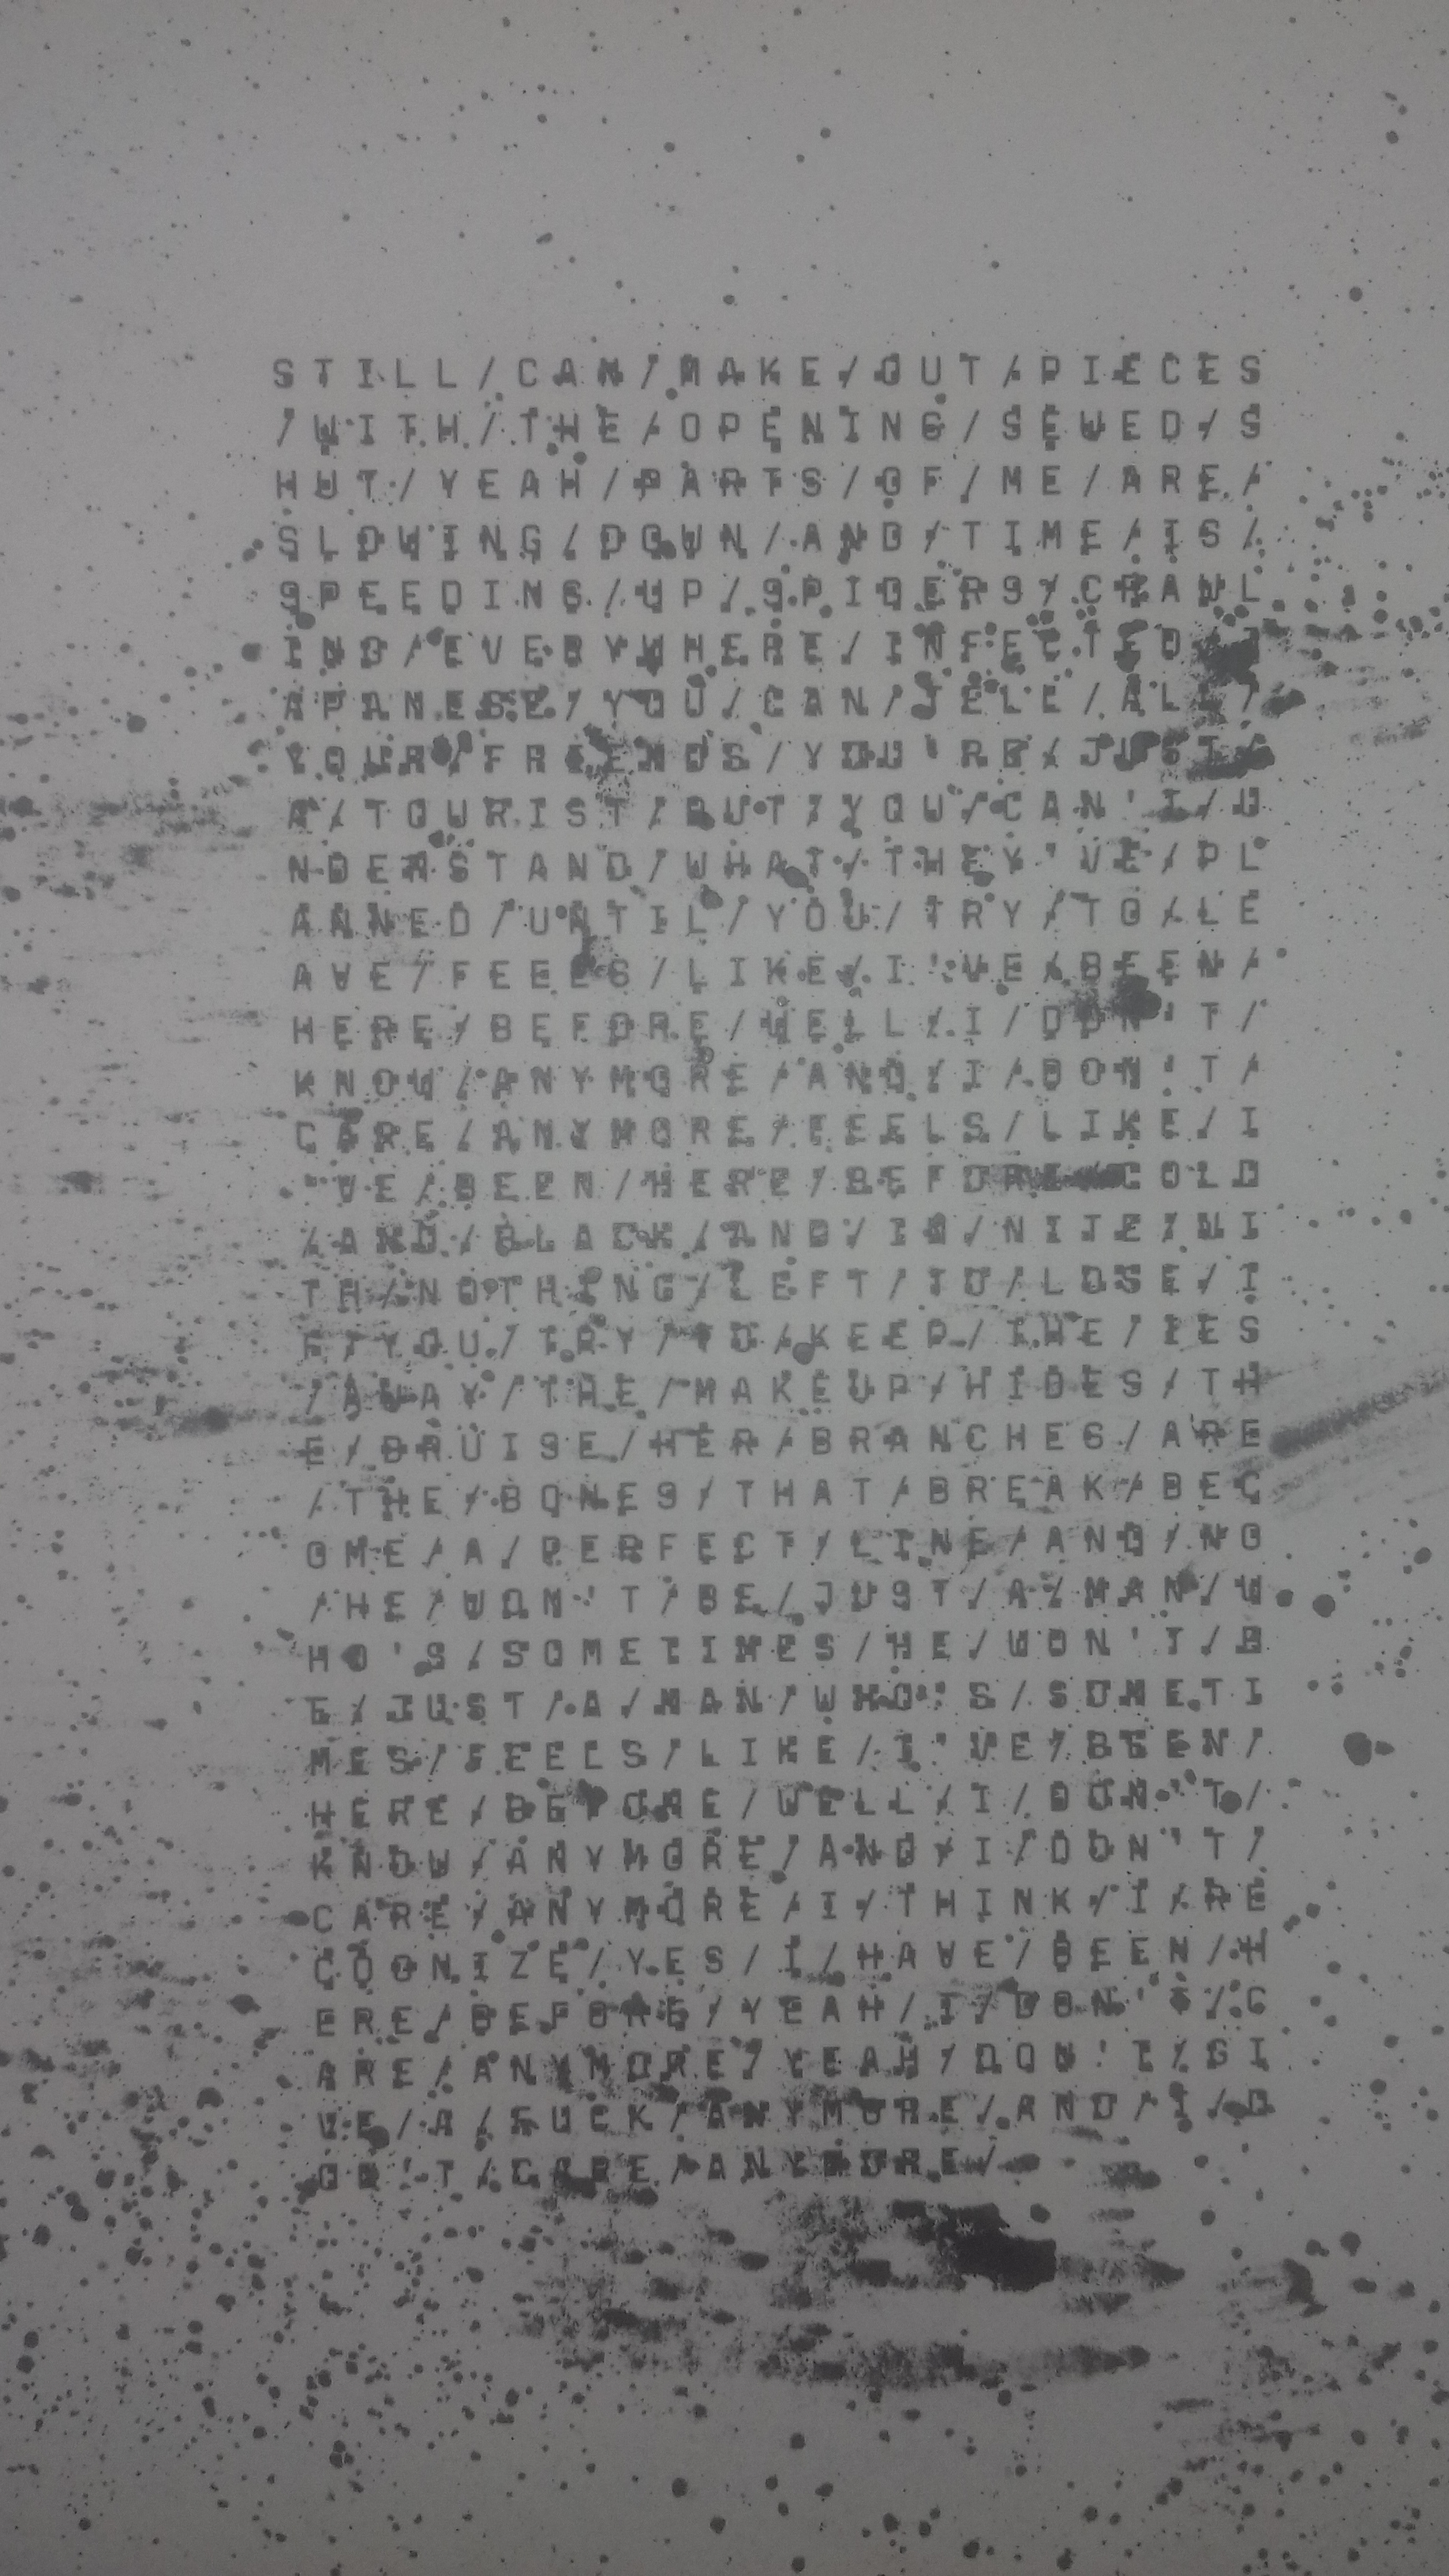 STILL/CAN/MAKE/OUT/PIECES
/WITH/THE/OPENING/SEWED/S
HUT/YEAH/PARTS/OF/ME/ARE/
SLOWING/DOWN/AND/TIME/IS/
SPEEDING/UP/SPIDERS/CRAWL
ING/EVERYWHERE/INFECTED/J
APANESE/YOU/CAN/TELL/ALL/
YOUR/FRIENDS/YOU'RE/JUST/
A/TOURIST/BUT/YOU/CAN'T/U
NDERSTAND/WHAT/THEY'VE/PL
ANNED/UNTIL/YOU/TRY/TO/LE
AVE/FEELS/LIKE/I'VE/BEEN/
HERE/BEFORE/WELL/I/DON'T/
KNOW/ANYMORE/AND/I/DON'T/
CARE/ANYMORE/FEELS/LIKE/I
'VE/BEEN/HERE/BEFORE/COLD
/AND/BLACK/AND/IN/NITE/WI
TH/NOTHING/LEFT/TO/LOSE/I
F/YOU/TRY/TO/KEEP/THE/IES
/AWAY/THE/MAKEUP/HIDES/TH
E/BRUISE/HER/BRANCHES/ARE
/THE/BONES/THAT/BREAK/BEC
OME/A/PERFECT/LINE/AND/NO
/HE/WON'T/BE/JUST/A/MAN/W
HO'S/SOMETIMES/HE/WON'T/B
E/JUST/A/MAN/WHO'S/SOMETI
MES/FEELS/LIKE/I'VE/BEEN/
HERE/BEFORE/WELL/I/DON'T/
KNOW/ANYMORE/AND/I/DON'T/
CARE/ANYMORE/I/THINK/I/RE
COGNIZE/YES/I/HAVE/BEEN/H
ERE/BEFORE/YEAH/I/DON'T/C
ARE/ANYMORE/YEAH/DON'T/GI
VE/A/FUCK/ANYMORE/AND/I/D
ON'T/CARE/ANYMORE/